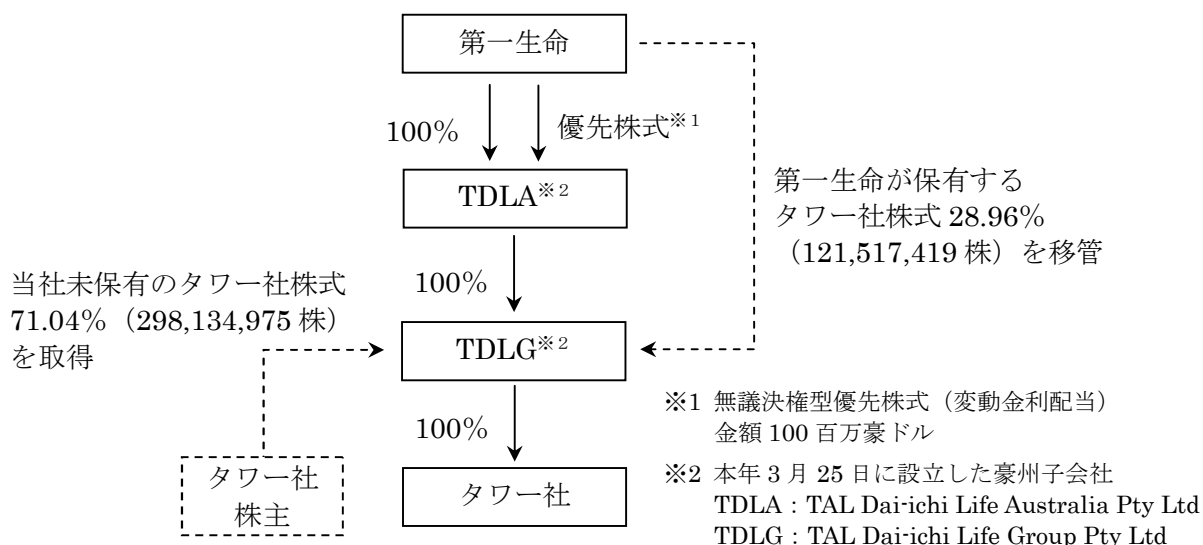 第一生命
100%
優先株式※1
TDLA※2
第一生命が保有する
タワー社株式 28.96%
（121,517,419 株）を移管
100%
当社未保有のタワー社株式
71.04%（298,134,975 株）
を取得
TDLG※2
100%
タワー社
株主
タワー社
※1 無議決権型優先株式（変動金利配当）
金額 100 百万豪ドル
※2 本年 3 月 25 日に設立した豪州子会社
TDLA：TAL Dai-ichi Life Australia Pty Ltd
TDLG：TAL Dai-ichi Life Group Pty Ltd